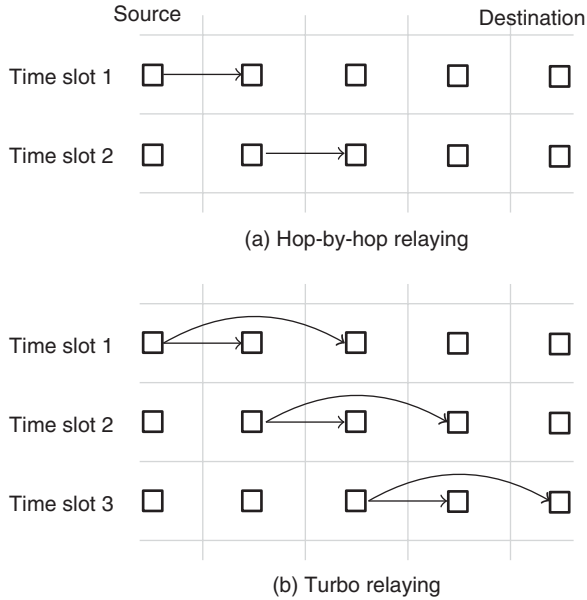 Source Destination
Time slot 1
Time slot 2
(a) Hop-by-hop relaying
Time slot 1
Time slot 2
Time slot 3
(b) Turbo relaying